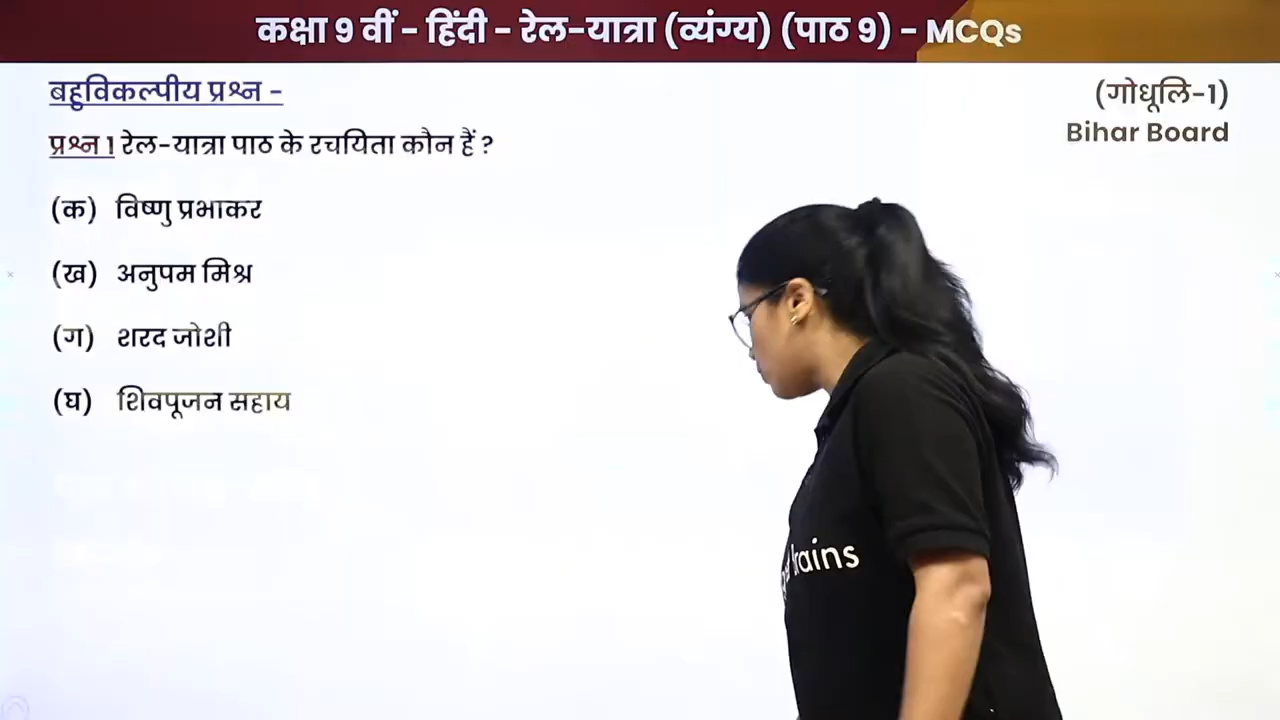 कक्षा 9 वीं - हिंदी - रेल-यात्रा (व्यंग्य) (पाठ 9) - MCQs
बहुविकल्पीय प्रश्न -
(गोधूलि-1)
Bihar Board
प्रश्न 1 रेल-यात्रा पाठ के रचयिता कौन हैं ?
(क) विष्णु प्रभाकर
(ख) अनुपम मिश्र
(ग) शरद जोशी
(घ) शिवपूजन सहाय